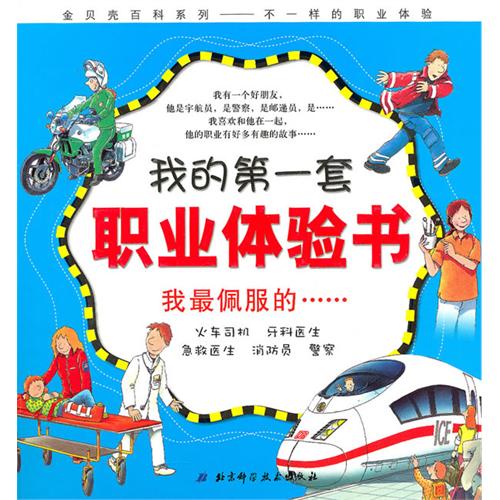 金贝壳百科系列——不一样的职业体验
我有一个好朋友，
他是宇航员，是警察，是邮递员，是……
我喜欢和他在一起，
他的职业有好多有趣的故事……
我的第一套
职业体验书
我最佩服的……
火车司机 牙科医生
急救医生 消防员 警察
ICE
北京科学技术出版社